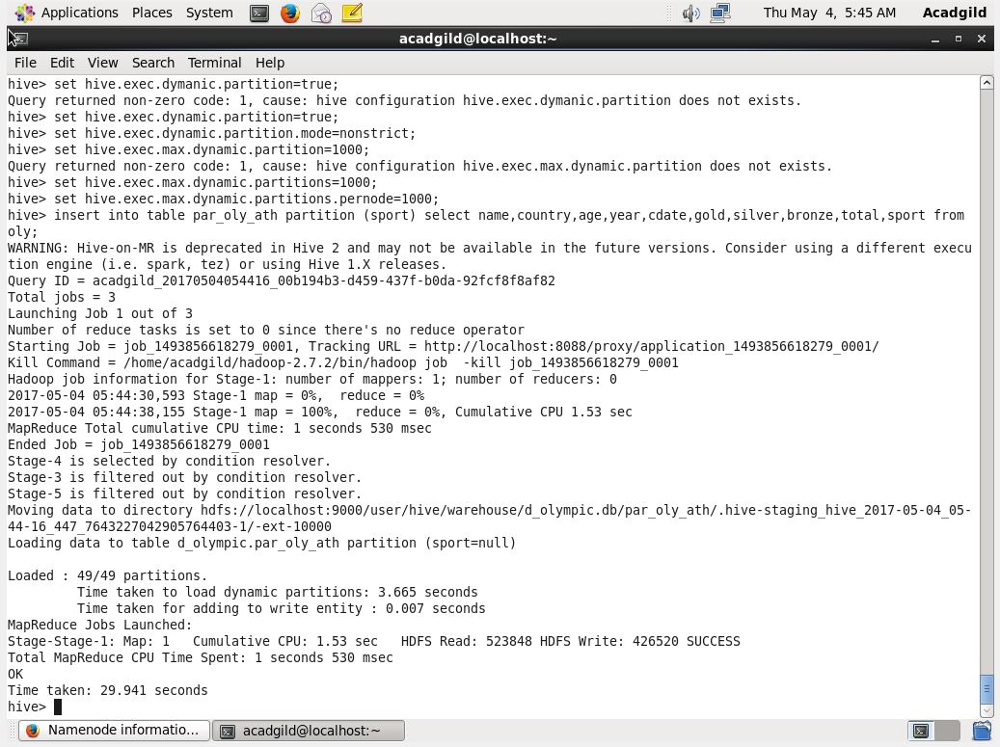 Applications Places System Thu May 4, 5:45 AM Acadgild
acadgild@localhost:~
File Edit View Search Terminal Help
hive> set hive.exec.dymanic.partition=true;
Query returned non-zero code: 1, cause: hive configuration hive.exec.dymanic.partition does not exists.
hive> set hive.exec.dynamic.partition=true;
hive> set hive.exec.dynamic.partition.mode=nonstrict;
hive> set hive.exec.max.dynamic.partition=1000;
Query returned non-zero code: 1, cause: hive configuration hive.exec.max.dynamic.partition does not exists.
hive> set hive.exec.max.dynamic.partitions=1000;
hive> set hive.exec.max.dynamic.partitions.pernode=1000;
hive> insert into table par_oly_ath partition (sport) select name,country,age,year,cdate,gold,silver,bronze,total,sport from
oly;
WARNING: Hive-on-MR is deprecated in Hive 2 and may not be available in the future versions. Consider using a different execu
tion engine (i.e. spark, tez) or using Hive 1.X releases.
Query ID = acadgild_20170504054416_00b194b3-d459-437f-b0da-92fcf8f8af82
Total jobs = 3
Launching Job 1 out of 3
Number of reduce tasks is set to 0 since there's no reduce operator
Starting Job = job_1493856618279_0001, Tracking URL = http://localhost:8088/proxy/application_1493856618279_0001/
Kill Command = /home/acadgild/hadoop-2.7.2/bin/hadoop job  -kill job_1493856618279_0001
Hadoop job information for Stage-1: number of mappers: 1; number of reducers: 0
2017-05-04 05:44:30,593 Stage-1 map = 0%,  reduce = 0%
2017-05-04 05:44:38,155 Stage-1 map = 100%,  reduce = 0%, Cumulative CPU 1.53 sec
MapReduce Total cumulative CPU time: 1 seconds 530 msec
Ended Job = job_1493856618279_0001
Stage-4 is selected by condition resolver.
Stage-3 is filtered out by condition resolver.
Stage-5 is filtered out by condition resolver.
Moving data to directory hdfs://localhost:9000/user/hive/warehouse/d_olympic.db/par_oly_ath/.hive-staging_hive_2017-05-04_05-
44-16_447_7643227042905764403-1/-ext-10000
Loading data to table d_olympic.par_oly_ath partition (sport=null)
Loaded : 49/49 partitions.
Time taken to load dynamic partitions: 3.665 seconds
Time taken for adding to write entity : 0.007 seconds
MapReduce Jobs Launched:
Stage-Stage-1: Map: 1   Cumulative CPU: 1.53 sec   HDFS Read: 523848 HDFS Write: 426520 SUCCESS
Total MapReduce CPU Time Spent: 1 seconds 530 msec
OK
Time taken: 29.941 seconds
hive>
Namenode informatio... acadgild@localhost:~